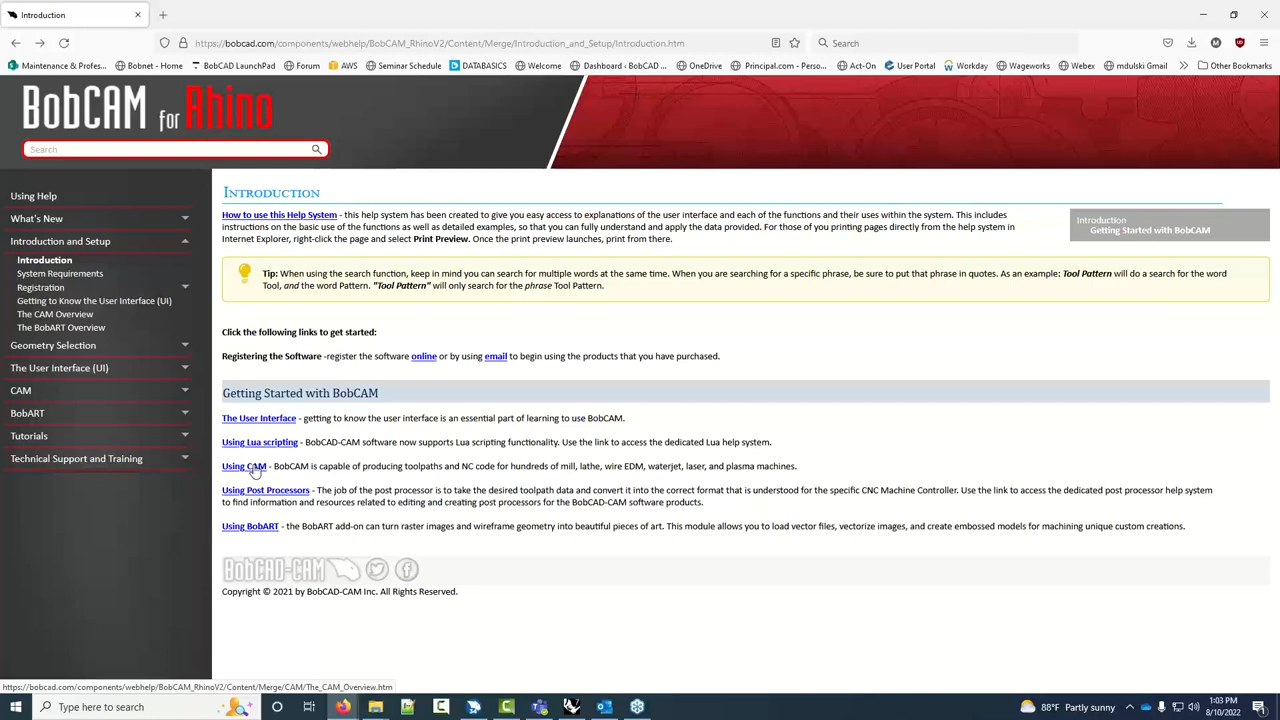 Introduction
https://bobcad.com/components/webhelp/BobCAM_RhinoV2/Content/Merge/Introduction_and_Setup/Introduction.htm
Search
Maintenance & Profes...
Bobnet - Home
BobCAD LaunchPad
Forum
AWS
Seminar Schedule
DATABASICS
Welcome
Dashboard ‹ BobCAD ...
OneDrive
Principal.com - Perso...
Act-On
User Portal
Workday
Wageworks
Webex
mdulski Gmail
Other Bookmarks
BobCAM for Rhino
Search
Using Help
What's New
Introduction and Setup
Introduction
System Requirements
Registration
Getting to Know the User Interface (UI)
The CAM Overview
The BobART Overview
Geometry Selection
The User Interface (UI)
CAM
BobART
Tutorials
Technical Support and Training
Introduction
How to use this Help System - this help system has been created to give you easy access to explanations of the user interface and each of the functions and their uses within the system. This includes
instructions on the basic use of the functions as well as detailed examples, so that you can fully understand and apply the data provided. For those of you printing pages directly from the help system in
Internet Explorer, right-click the page and select Print Preview. Once the print preview launches, print from there.
Introduction
Getting Started with BobCAM
Tip: When using the search function, keep in mind you can search for multiple words at the same time. When you are searching for a specific phrase, be sure to put that phrase in quotes. As an example: Tool Pattern will do a search for the word
Tool, and the word Pattern. "Tool Pattern" will only search for the phrase Tool Pattern.
Click the following links to get started:
Registering the Software -register the software online or by using email to begin using the products that you have purchased.
Getting Started with BobCAM
The User Interface - getting to know the user interface is an essential part of learning to use BobCAM.
Using Lua scripting - BobCAD-CAM software now supports Lua scripting functionality. Use the link to access the dedicated Lua help system.
Using CAM - BobCAM is capable of producing toolpaths and NC code for hundreds of mill, lathe, wire EDM, waterjet, laser, and plasma machines.
Using Post Processors - The job of the post processor is to take the desired toolpath data and convert it into the correct format that is understood for the specific CNC Machine Controller. Use the link to access the dedicated post processor help system
to find information and resources related to editing and creating post processors for the BobCAD-CAM software products.
Using BobART - the BobART add-on can turn raster images and wireframe geometry into beautiful pieces of art. This module allows you to load vector files, vectorize images, and create embossed models for machining unique custom creations.
BobCAD-CAM
Copyright © 2021 by BobCAD-CAM Inc. All Rights Reserved.
https://bobcad.com/components/webhelp/BobCAM_RhinoV2/Content/Merge/CAM/The_CAM_Overview.htm
Type here to search
88°F Partly sunny
1:03 PM
8/10/2022